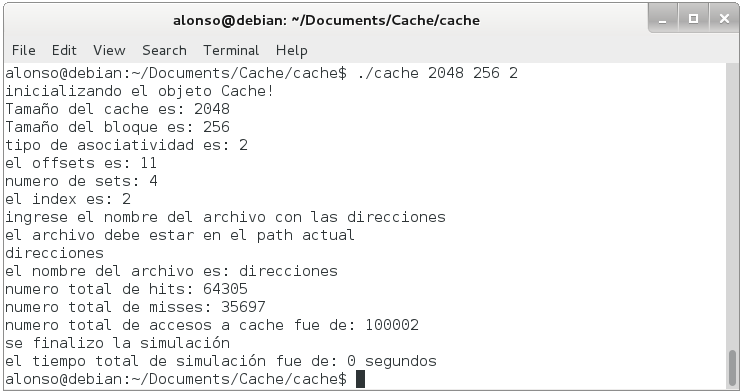 alonso@debian: ~/Documents/Cache/cache
File Edit View Search Terminal Help
alonso@debian:~/Documents/Cache/cache$ ./cache 2048 256 2
inicializando el objeto Cache!
Tamaño del cache es: 2048
Tamaño del bloque es: 256
tipo de asociatividad es: 2
el offsets es: 11
numero de sets: 4
el index es: 2
ingrese el nombre del archivo con las direcciones
el archivo debe estar en el path actual
direcciones
el nombre del archivo es: direcciones
numero total de hits: 64305
numero total de misses: 35697
numero total de accesos a cache fue de: 100002
se finalizo la simulación
el tiempo total de simulación fue de: 0 segundos
alonso@debian:~/Documents/Cache/cache$